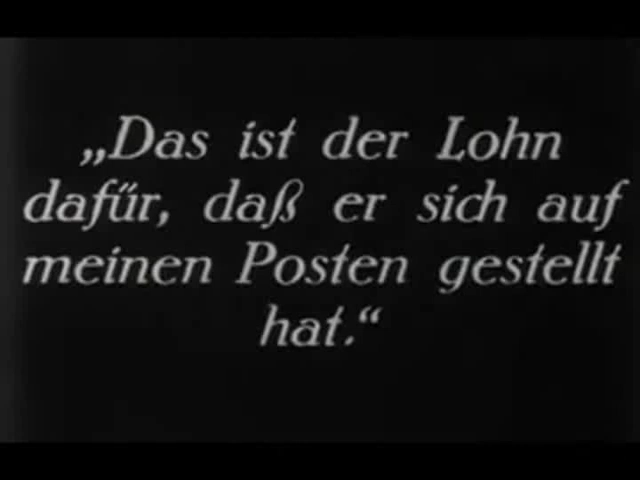 „Das ist der Lohn
dafür, daß er sich auf
meinen Posten gestellt
hat.“